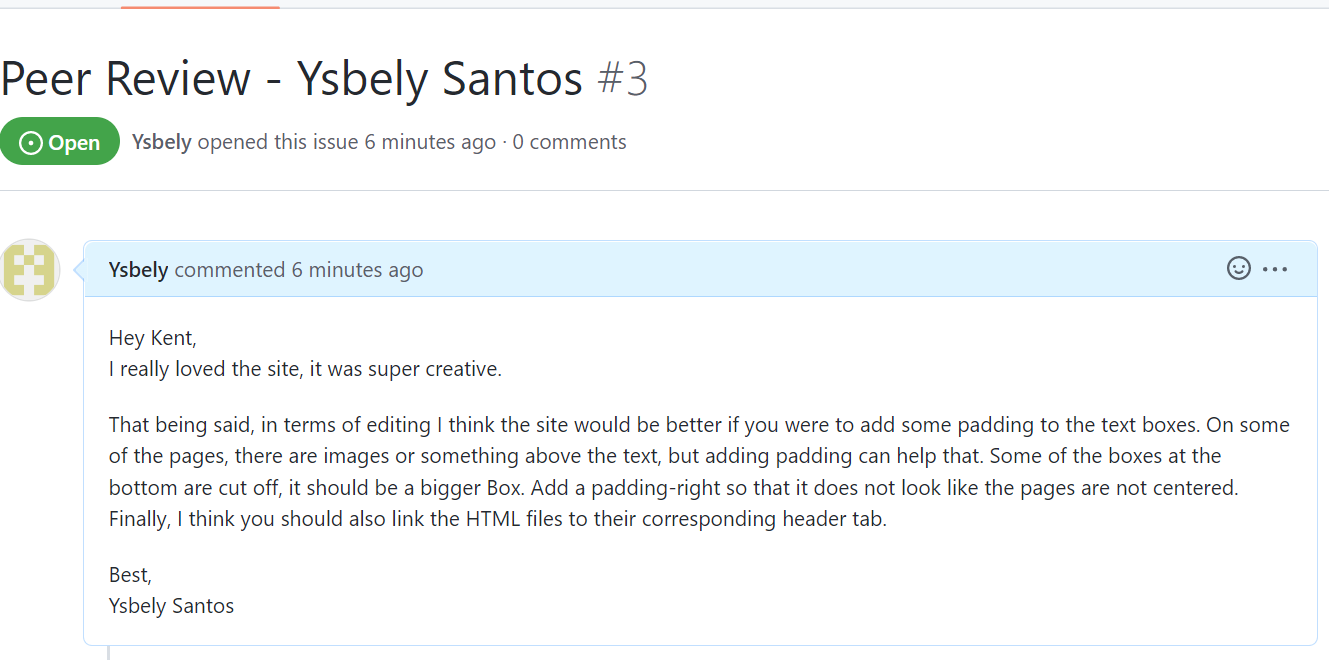 Peer Review - Ysbely Santos #3
Open
Ysbely opened this issue 6 minutes ago · 0 comments
Ysbely commented 6 minutes ago
Hey Kent,
I really loved the site, it was super creative.
That being said, in terms of editing I think the site would be better if you were to add some padding to the text boxes. On some
of the pages, there are images or something above the text, but adding padding can help that. Some of the boxes at the
bottom are cut off, it should be a bigger Box. Add a padding-right so that it does not look like the pages are not centered.
Finally, I think you should also link the HTML files to their corresponding header tab.
Best,
Ysbely Santos